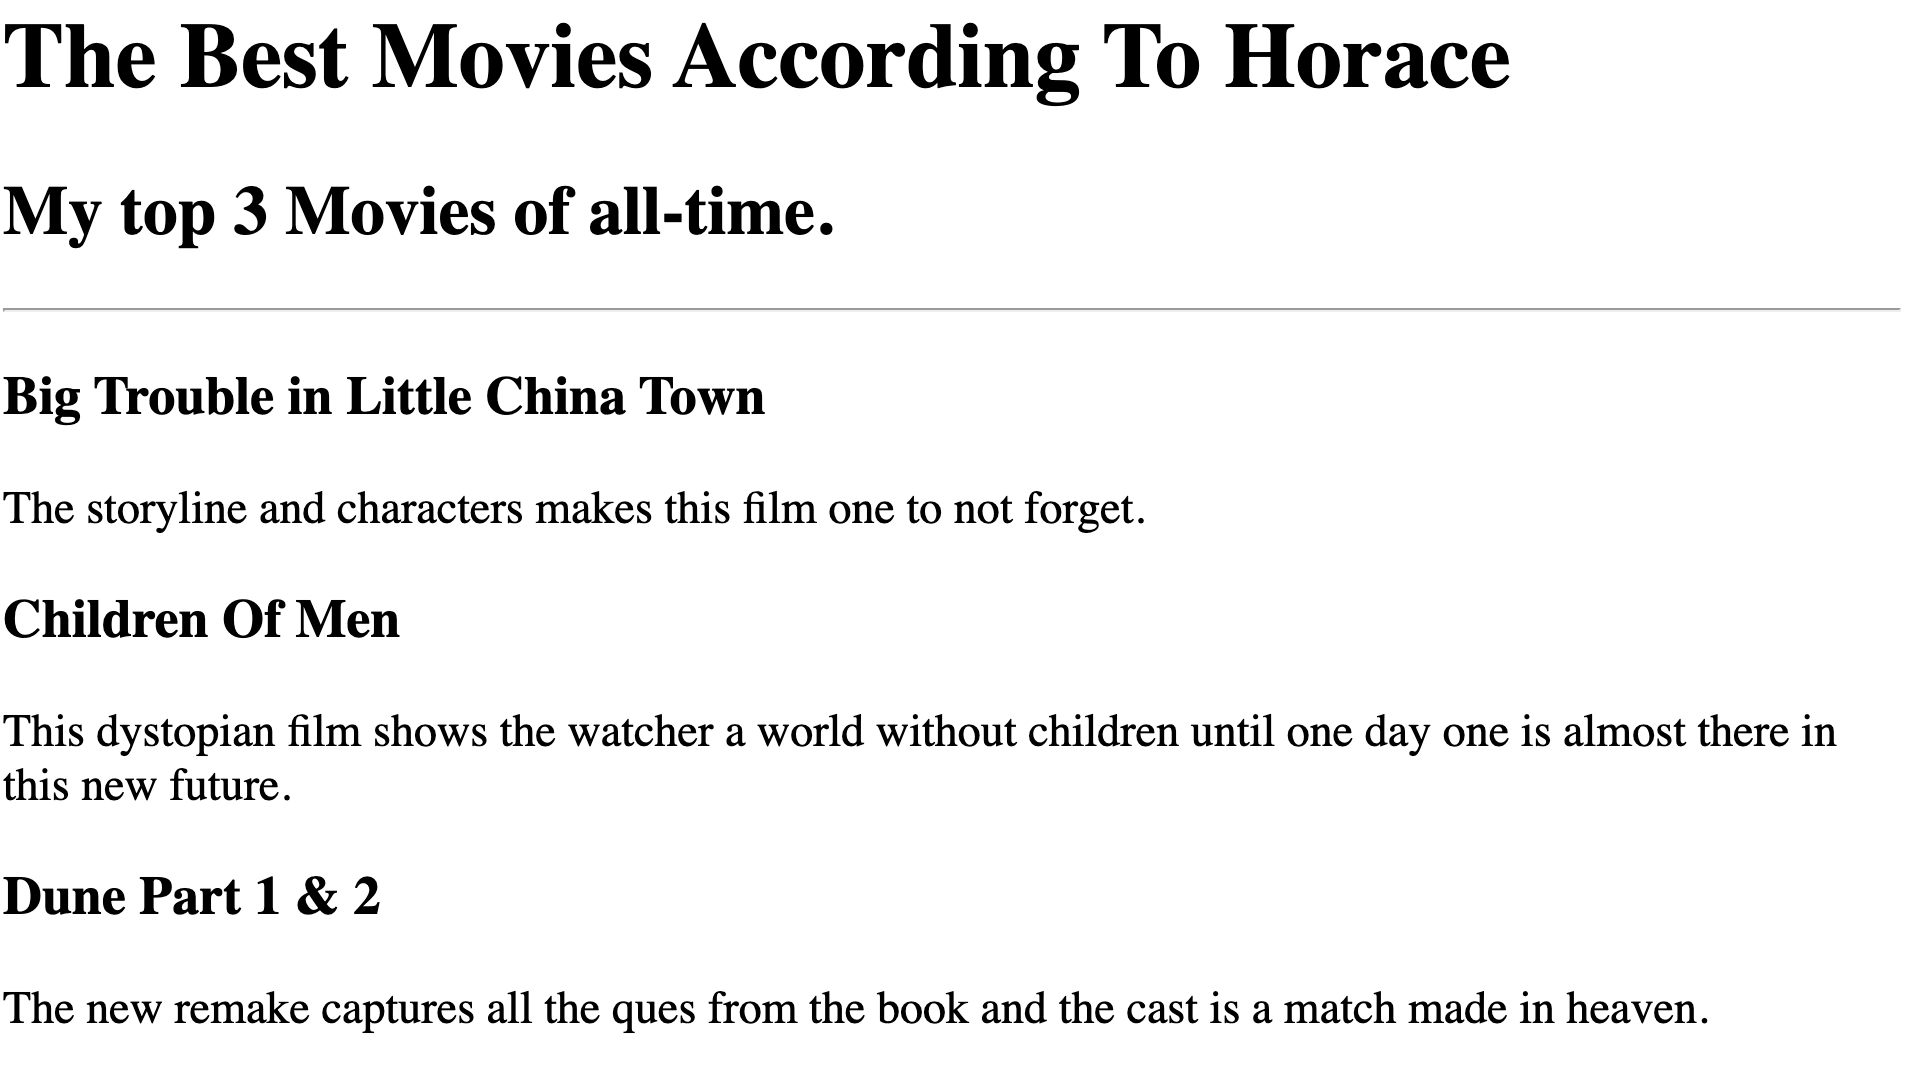 The Best Movies According To Horace
My top 3 Movies of all-time.
Big Trouble in Little China Town
The storyline and characters makes this film one to not forget.
Children Of Men
This dystopian film shows the watcher a world without children until one day one is almost there in
this new future.
Dune Part 1 & 2
The new remake captures all the ques from the book and the cast is a match made in heaven.